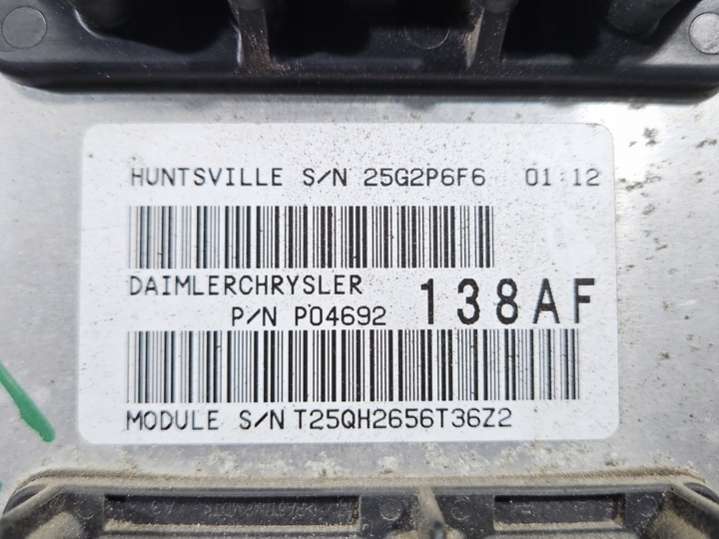 HUNTSVILLE S/N 25G2P6F6 01:12
DAIMLERCHRYSLER
P/N P04692 138AF
MODULE S/N T25QH2656T36Z2